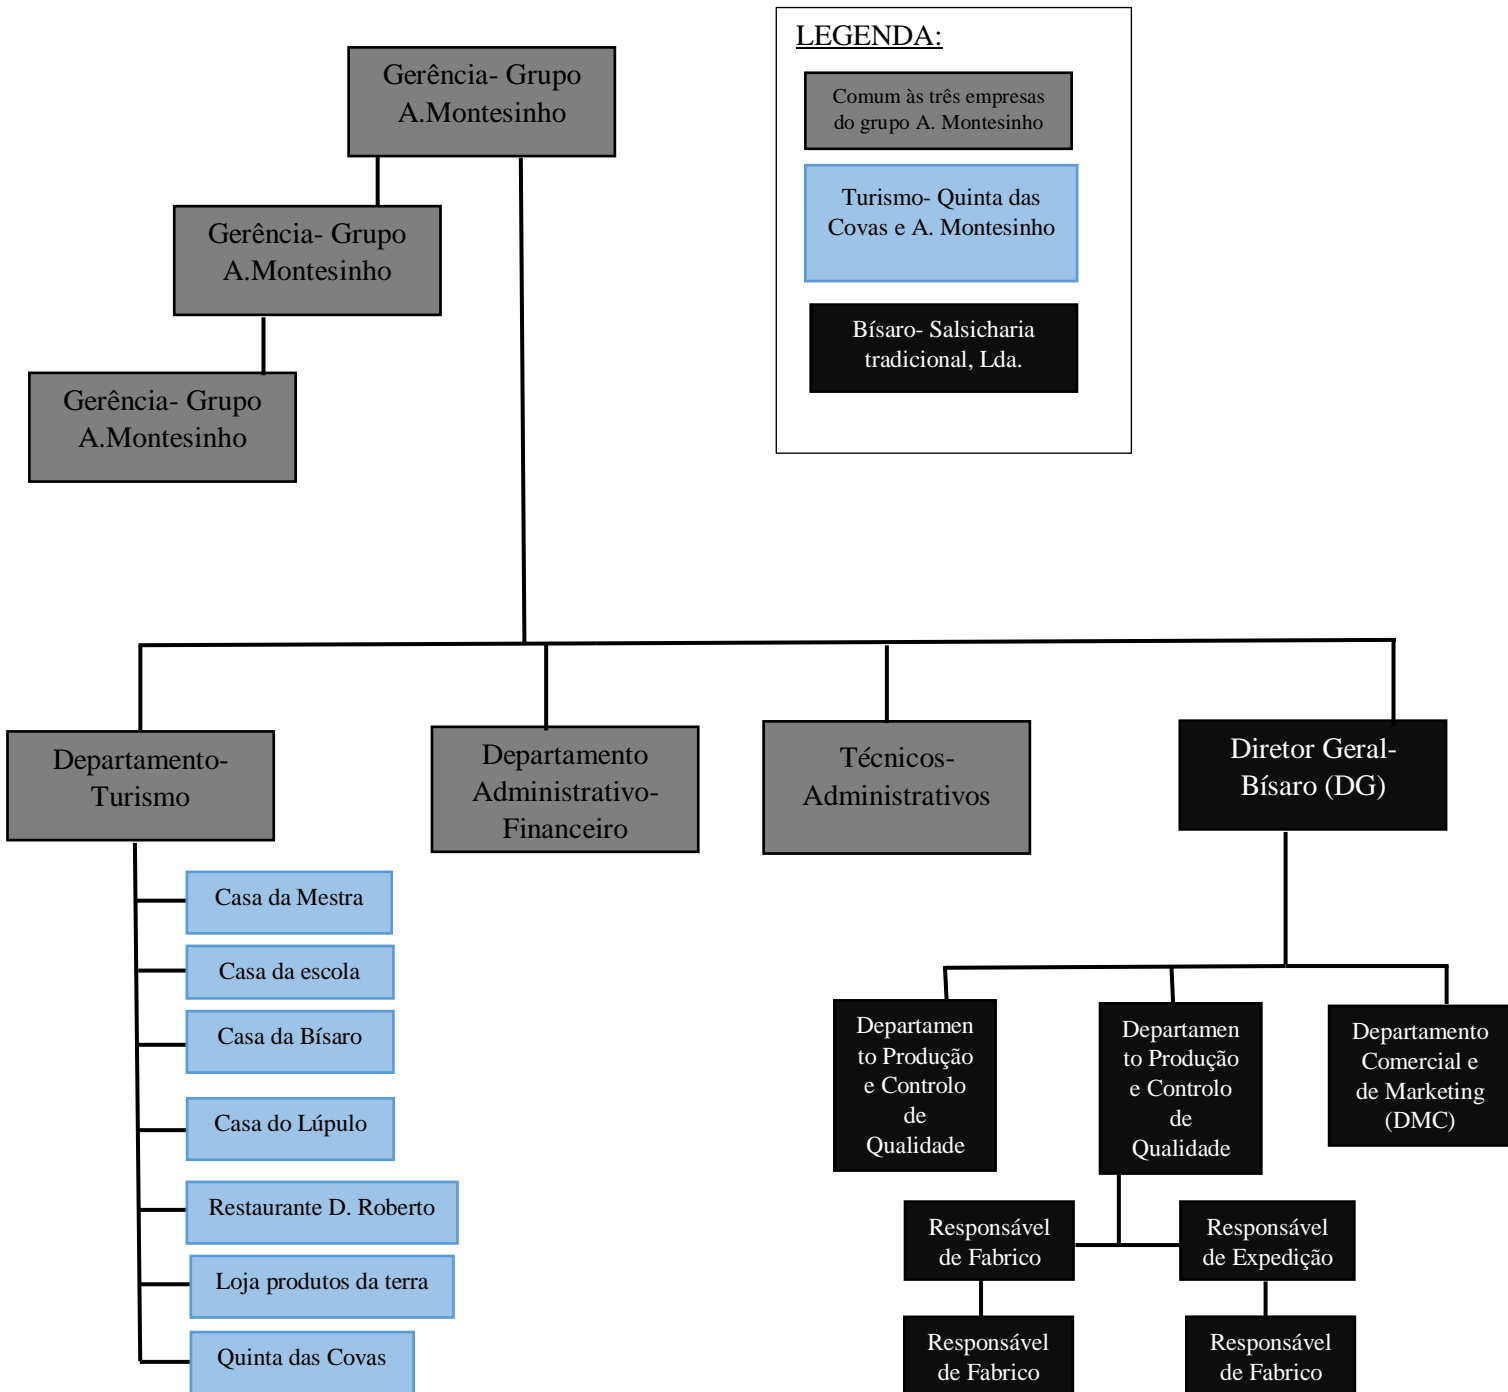 Gerência- Grupo
A.Montesinho
LEGENDA:
Comum às três empresas
do grupo A. Montesinho
Turismo- Quinta das
Covas e A. Montesinho
Bísaro- Salsicharia
tradicional, Lda.
Gerência- Grupo
A.Montesinho
Gerência- Grupo
A.Montesinho
Departamento-
Turismo
Departamento
Administrativo-
Financeiro
Técnicos-
Administrativos
Diretor Geral-
Bísaro (DG)
Casa da Mestra
Casa da escola
Casa da Bísaro
Casa do Lúpulo
Restaurante D. Roberto
Loja produtos da terra
Quinta das Covas
Departamen
to Produção
e Controlo
de
Qualidade
Departamen
to Produção
e Controlo
de
Qualidade
Departamento
Comercial e
de Marketing
(DMC)
Responsável
de Fabrico
Responsável
de Expedição
Responsável
de Fabrico
Responsável
de Fabrico